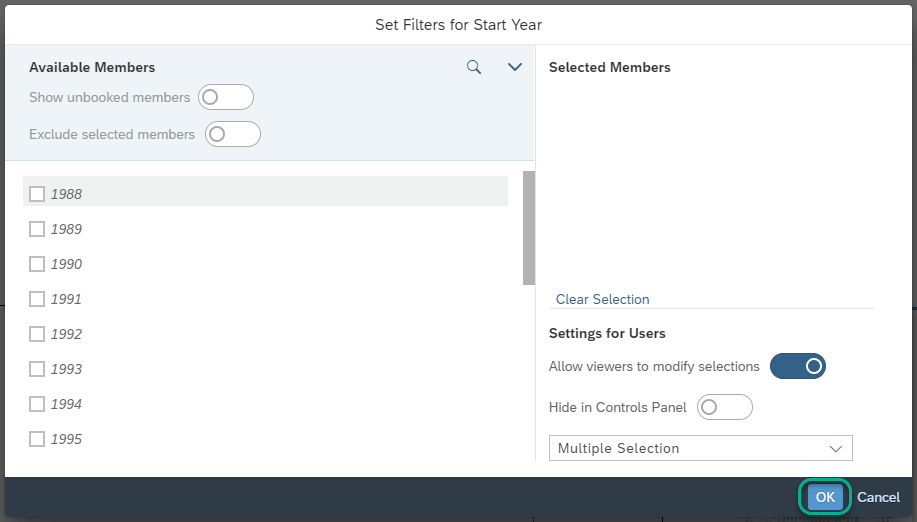 Set Filters for Start Year
Available Members
Show unbooked members
Exclude selected members
1988
1989
1990
1991
1992
1993
1994
1995
Selected Members
Clear Selection
Settings for Users
Allow viewers to modify selections
Hide in Controls Panel
Multiple Selection
OK Cancel